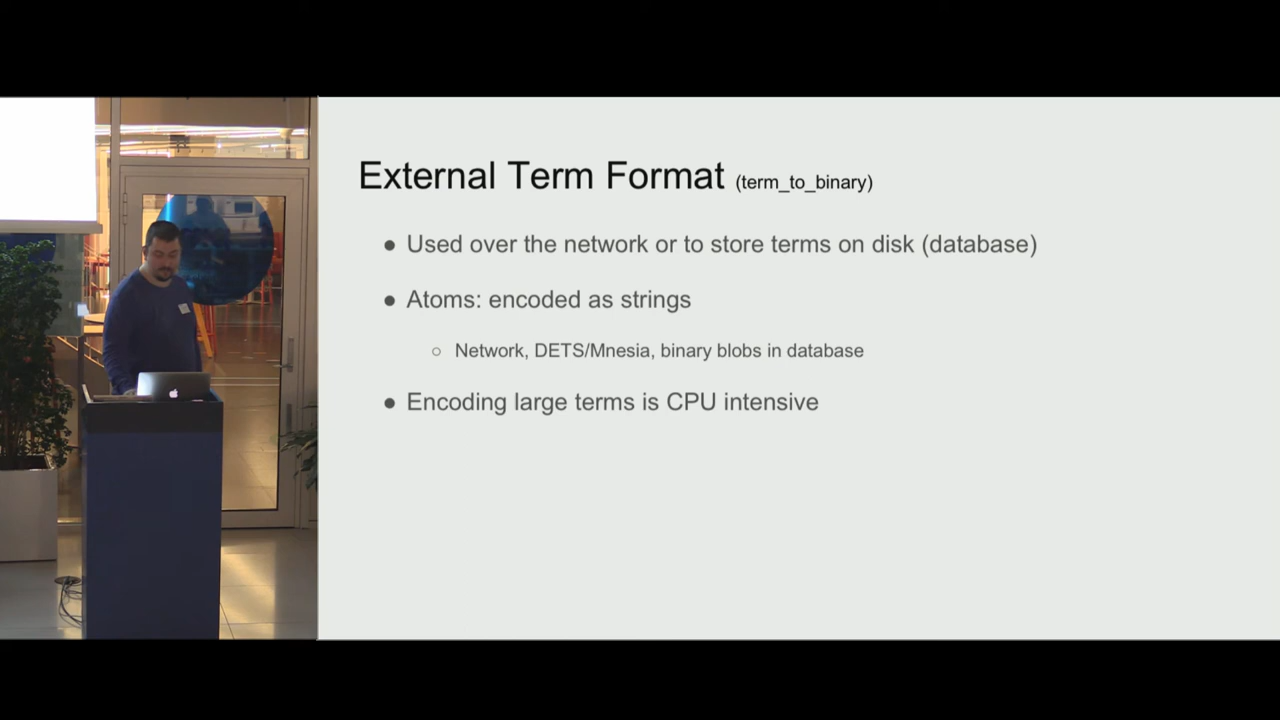 External Term Format (term_to_binary)
● Used over the network or to store terms on disk (database)
● Atoms: encoded as strings
○ Network, DETS/Mnesia, binary blobs in database
● Encoding large terms is CPU intensive